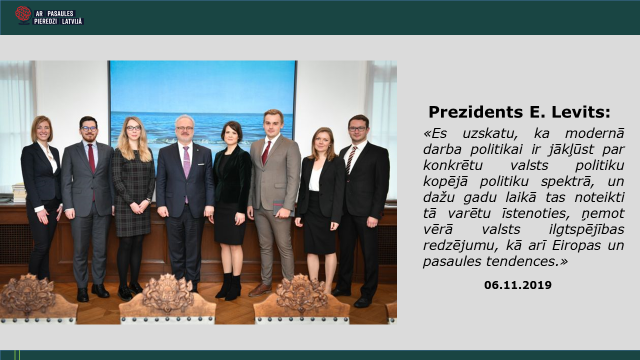 AR PASAULES
PIEREDZI LATVIJĀ
Prezidents E. Levits:
«Es uzskatu, ka modernā
darba politikai ir jākļūst par
konkrētu valsts politiku
kopējā politiku spektrā, un
dažu gadu laikā tas noteikti
tā varētu īstenoties, ņemot
vērā valsts ilgtspējības
redzējumu, kā arī Eiropas un
pasaules tendences.»
06.11.2019